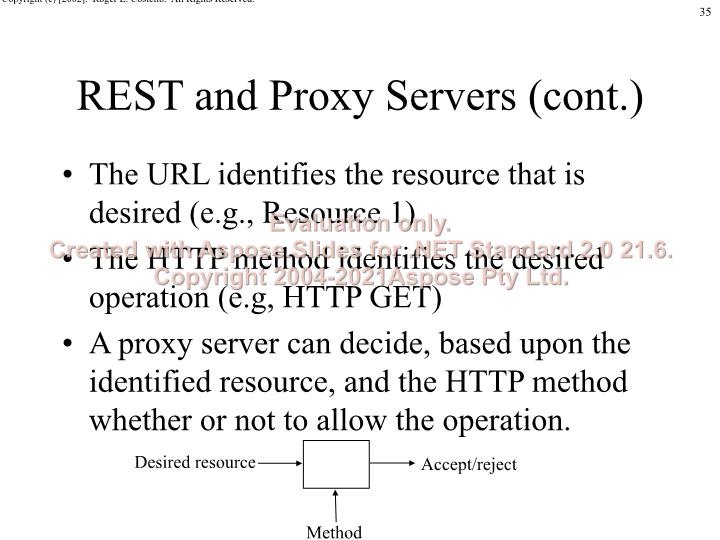 Copyright (c) [2002]. Roger L. Costello. All Rights Reserved.
35
REST and Proxy Servers (cont.)
• The URL identifies the resource that is
desired (e.g., Resource 1)
• The HTTP method identifies the desired
operation (e.g, HTTP GET)
• A proxy server can decide, based upon the
identified resource, and the HTTP method
whether or not to allow the operation.
Evaluation only.
Created with Aspose.Slides for .NET Standard 2.0 21.6.
Copyright 2004-2021Aspose Pty Ltd.
Desired resource
Accept/reject
Method